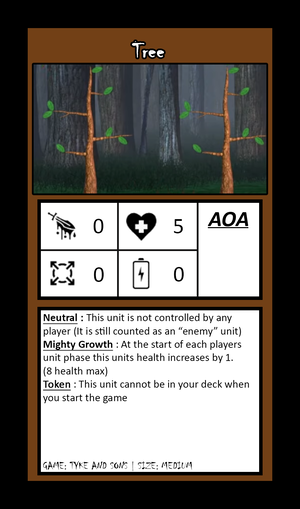 Tree
0
5
AOA
0
0
Neutral : This unit is not controlled by any
player (It is still counted as an “enemy” unit)
Mighty Growth : At the start of each players
unit phase this units health increases by 1.
(8 health max)
Token : This unit cannot be in your deck when
you start the game
GAME: TYKE AND SONS | SIZE: MEDIUM